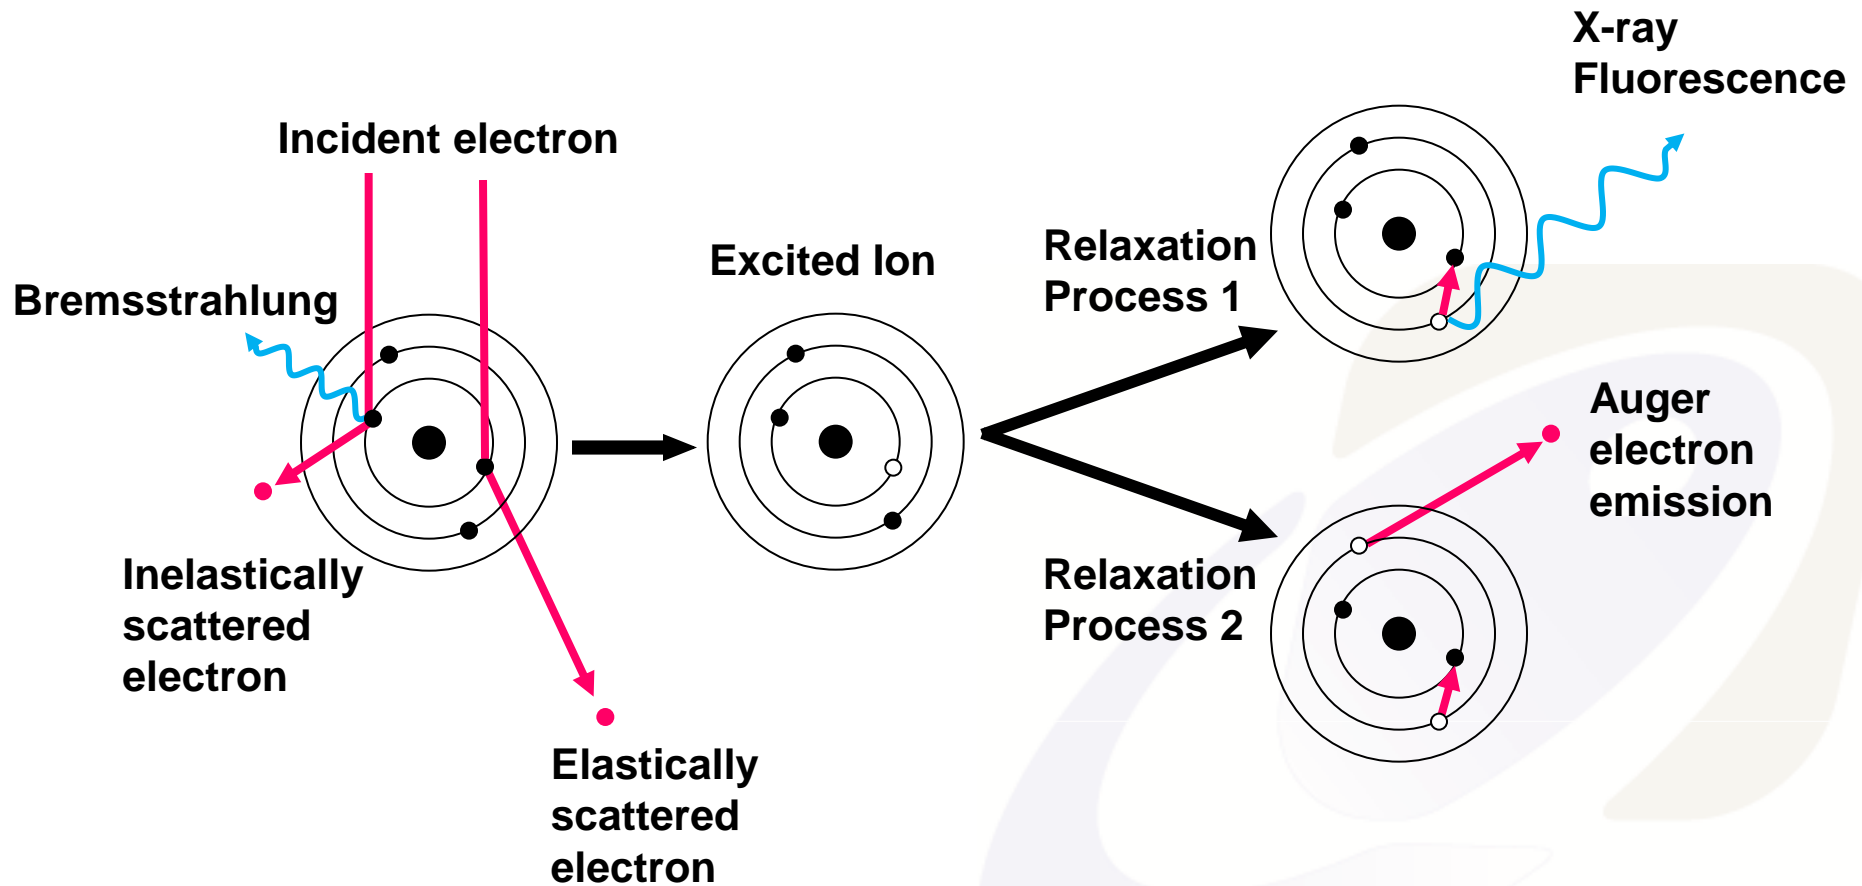 X-ray
Fluorescence
Incident electron
Bremsstrahlung
Excited Ion
Relaxation
Process 1
Inelastically
scattered
electron
Elastically
scattered
electron
Relaxation
Process 2
Auger
electron
emission